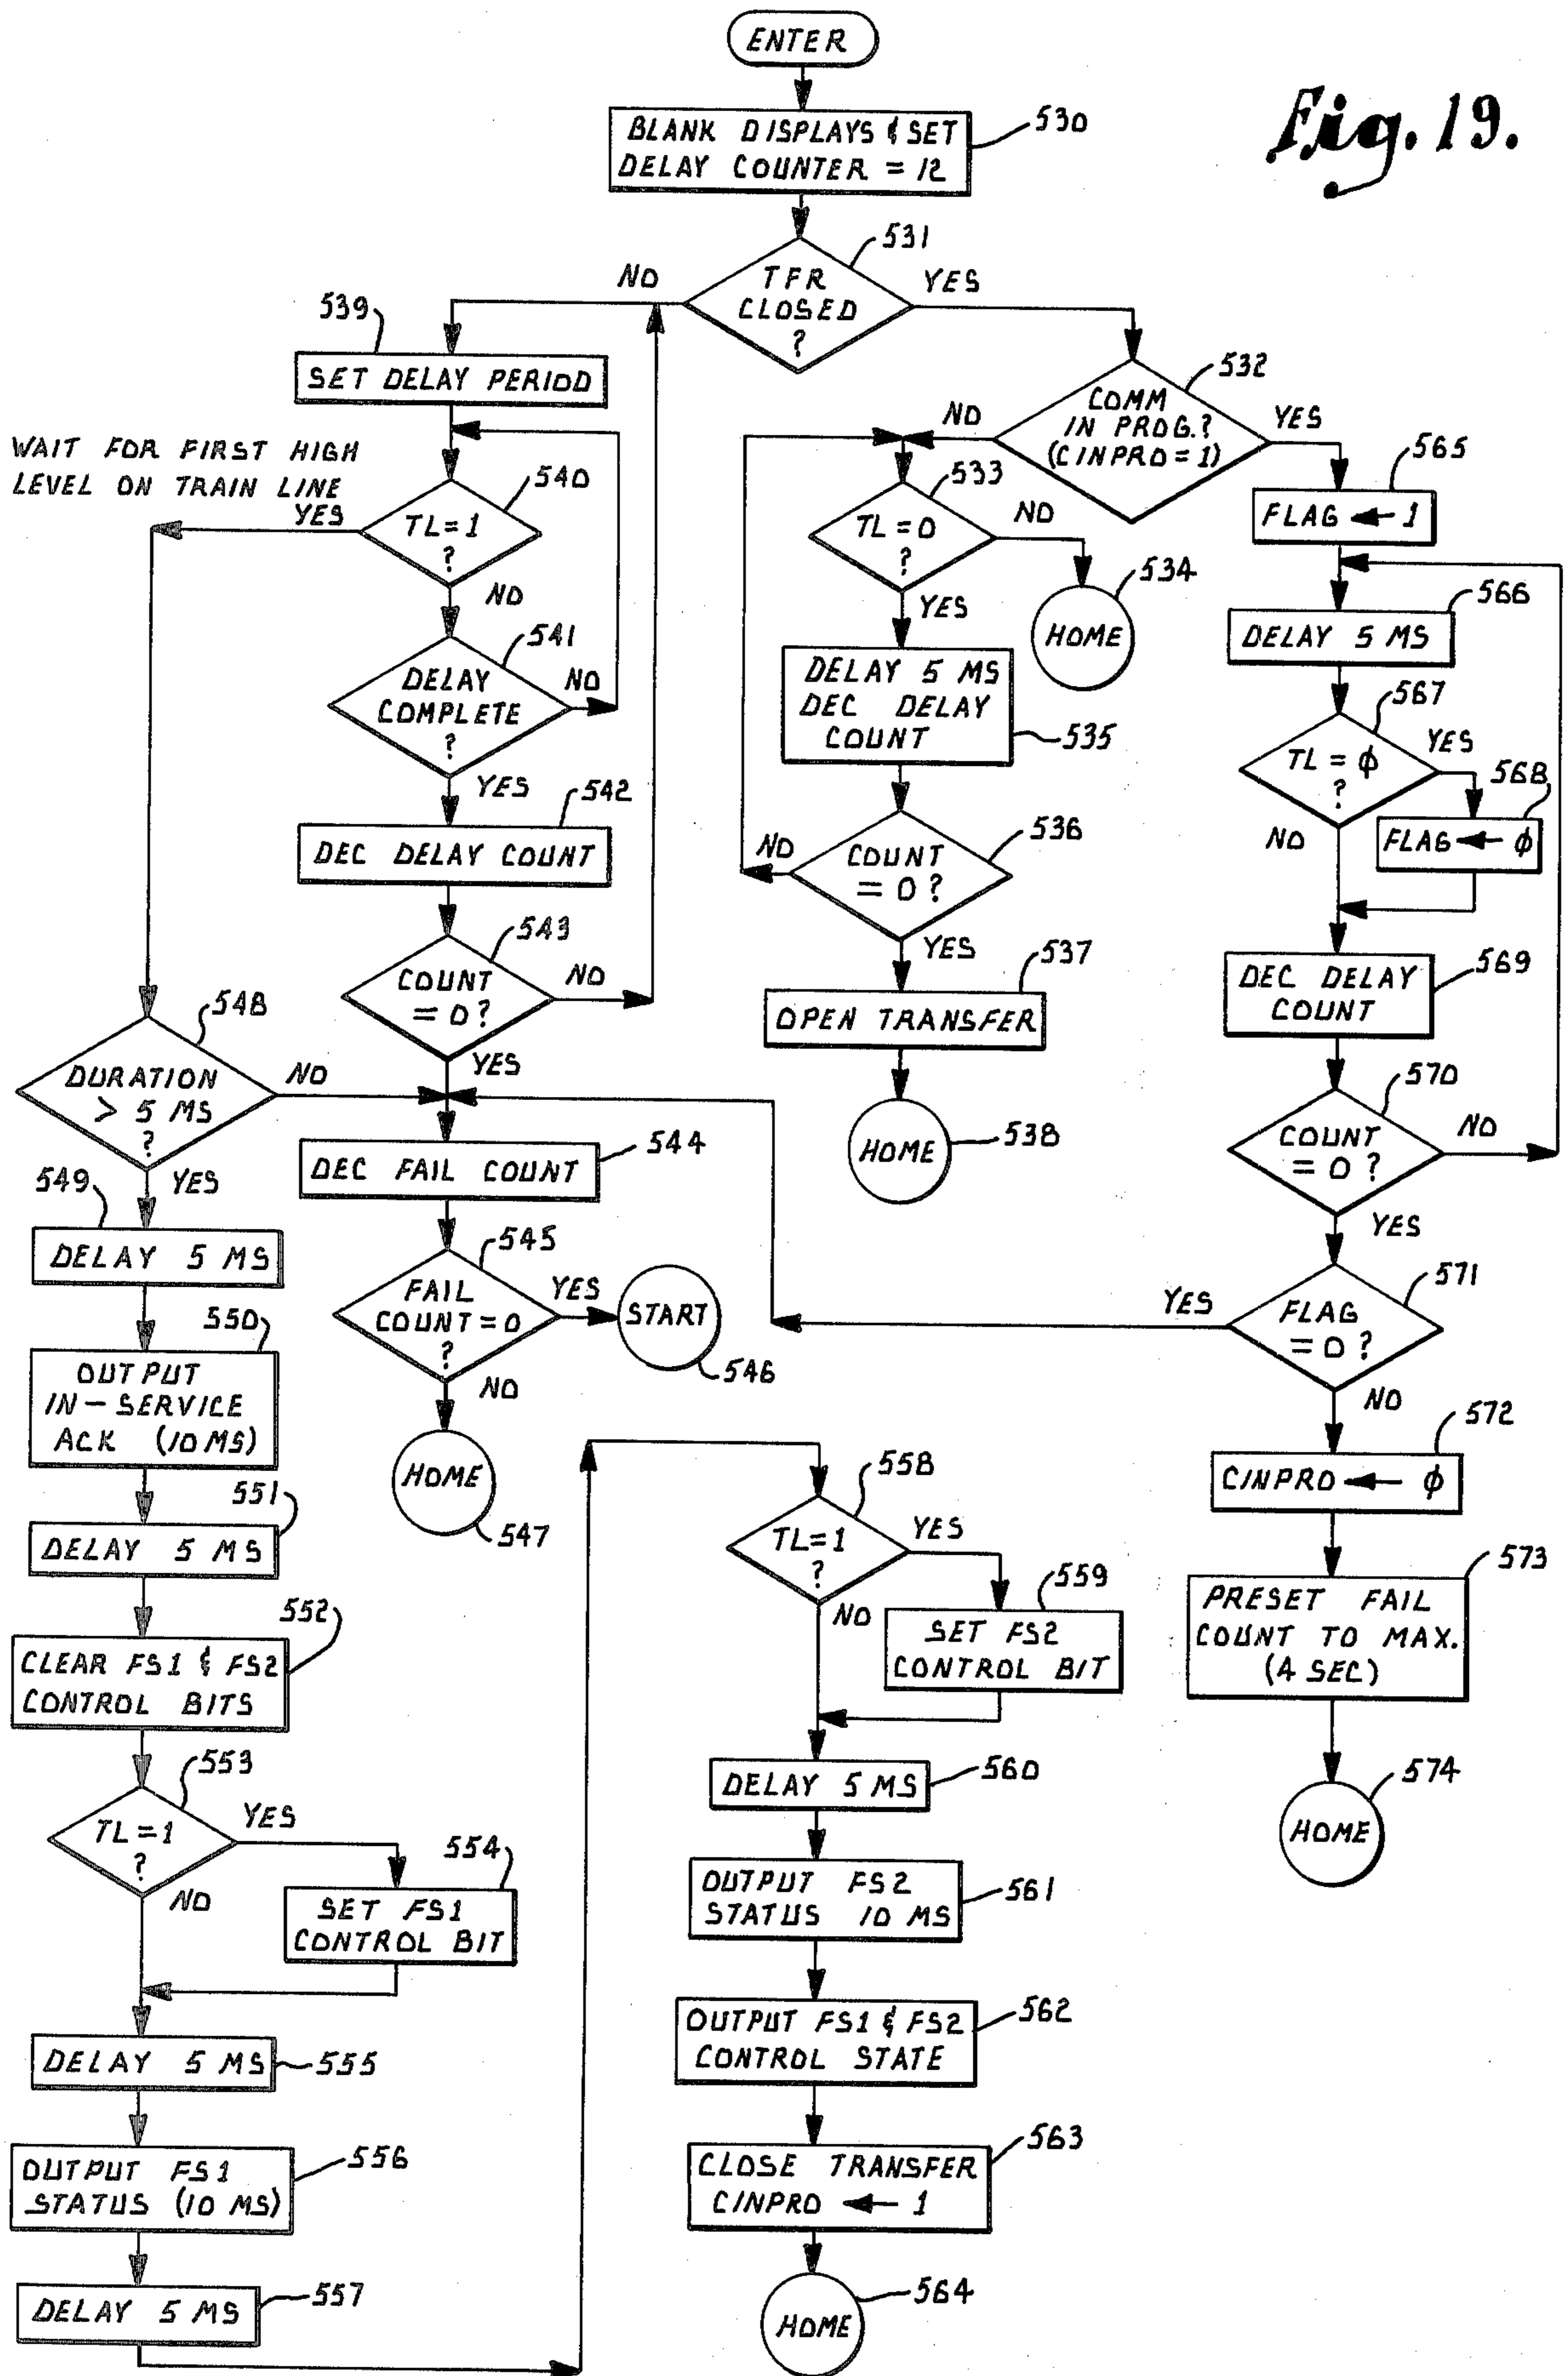 ENTER
Fig. 19.
BLANK DISPLAYS & SET
DELAY COUNTER = 12
530
531
TFR
CLOSED
?
NO
YES
539
SET DELAY PERIOD
WAIT FOR FIRST HIGH
LEVEL ON TRAIN LINE
540
TL=1
?
YES
NO
541
DELAY
COMPLETE
?
NO
YES
542
DEC DELAY COUNT
543
COUNT
= 0?
NO
YES
532
COMM
IN PROG.?
(CINPRO=1)
NO
YES
533
TL=0
?
NO
YES
534
HOME
DELAY 5 MS
DEC DELAY
COUNT
535
536
COUNT
= 0?
NO
YES
537
OPEN TRANSFER
HOME
538
565
FLAG ← 1
566
DELAY 5 MS
567
TL = ϕ
?
YES
NO
568
FLAG ← ϕ
569
DEC DELAY
COUNT
570
COUNT
= 0?
NO
YES
571
FLAG
= 0?
YES
NO
572
CINPRO ← ϕ
573
PRESET FAIL
COUNT TO MAX.
(4 SEC)
574
HOME
548
DURATION
> 5 MS
?
NO
YES
544
DEC FAIL COUNT
545
FAIL
COUNT=0
?
YES
NO
START
546
HOME
547
549
DELAY 5 MS
550
OUTPUT
IN-SERVICE
ACK (10 MS)
551
DELAY 5 MS
552
CLEAR FS1 & FS2
CONTROL BITS
553
TL=1
?
YES
NO
554
SET FS1
CONTROL BIT
DELAY 5 MS
555
OUTPUT FS1
STATUS (10 MS)
556
DELAY 5 MS
557
558
TL=1
?
YES
NO
559
SET FS2
CONTROL BIT
DELAY 5 MS
560
OUTPUT FS2
STATUS 10 MS
561
OUTPUT FS1 & FS2
CONTROL STATE
562
CLOSE TRANSFER
CINPRO ← 1
563
HOME
564